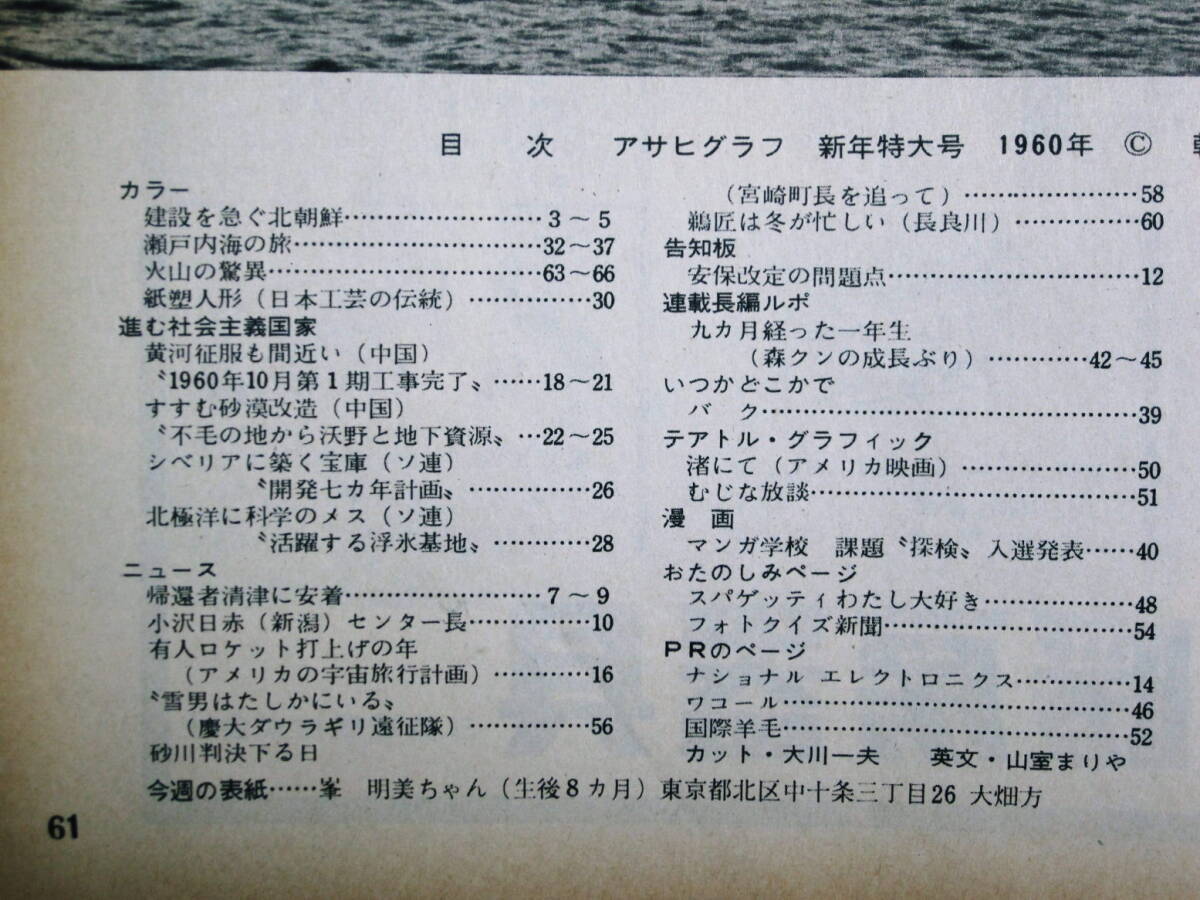 目 次 アサヒグラフ 新年特大号 1960年 ©
カラー
建設を急ぐ北朝鮮……………………3〜5
瀬戸内海の旅…………………………32〜37
火山の驚異……………………………63〜66
紙塑人形(日本工芸の伝統)……………30
進む社会主義国家
黄河征服も間近い(中国)
〝1960年10月第1期工事完了〟……18〜21
すすむ砂漠改造(中国)
〝不毛の地から沃野と地下資源〟…22〜25
シベリアに築く宝庫(ソ連)
〝開発七カ年計画〟……………26
北極洋に科学のメス(ソ連)
〝活躍する浮氷基地〟…………28
ニュース
帰還者清津に安着……………………7〜9
小沢日赤(新潟)センター長……………10
有人ロケット打上げの年
(アメリカの宇宙旅行計画)…………16
〝雪男はたしかにいる〟
(慶大ダウラギリ遠征隊)……………56
砂川判決下る日
(宮崎町長を追って)…………………58
鵜匠は冬が忙しい(長良川)……………60
告知板
安保改定の問題点…………………………12
連載長編ルポ
九カ月経った一年生
(森クンの成長ぶり)…………42〜45
いつかどこかで
バ ク………………………………………39
テアトル・グラフィック
渚にて(アメリカ映画)…………………50
むじな放談…………………………………51
漫 画
マンガ学校 課題〝探検〟入選発表……40
おたのしみページ
スパゲッティわたし大好き………………48
フォトクイズ新聞…………………………54
PRのページ
ナショナル エレクトロニクス……………14
ワコール……………………………………46
国際羊毛……………………………………52
カット・大川一夫 英文・山室まりや
今週の表紙……峯 明美ちゃん(生後8カ月)東京都北区中十条三丁目26 大畑方
61